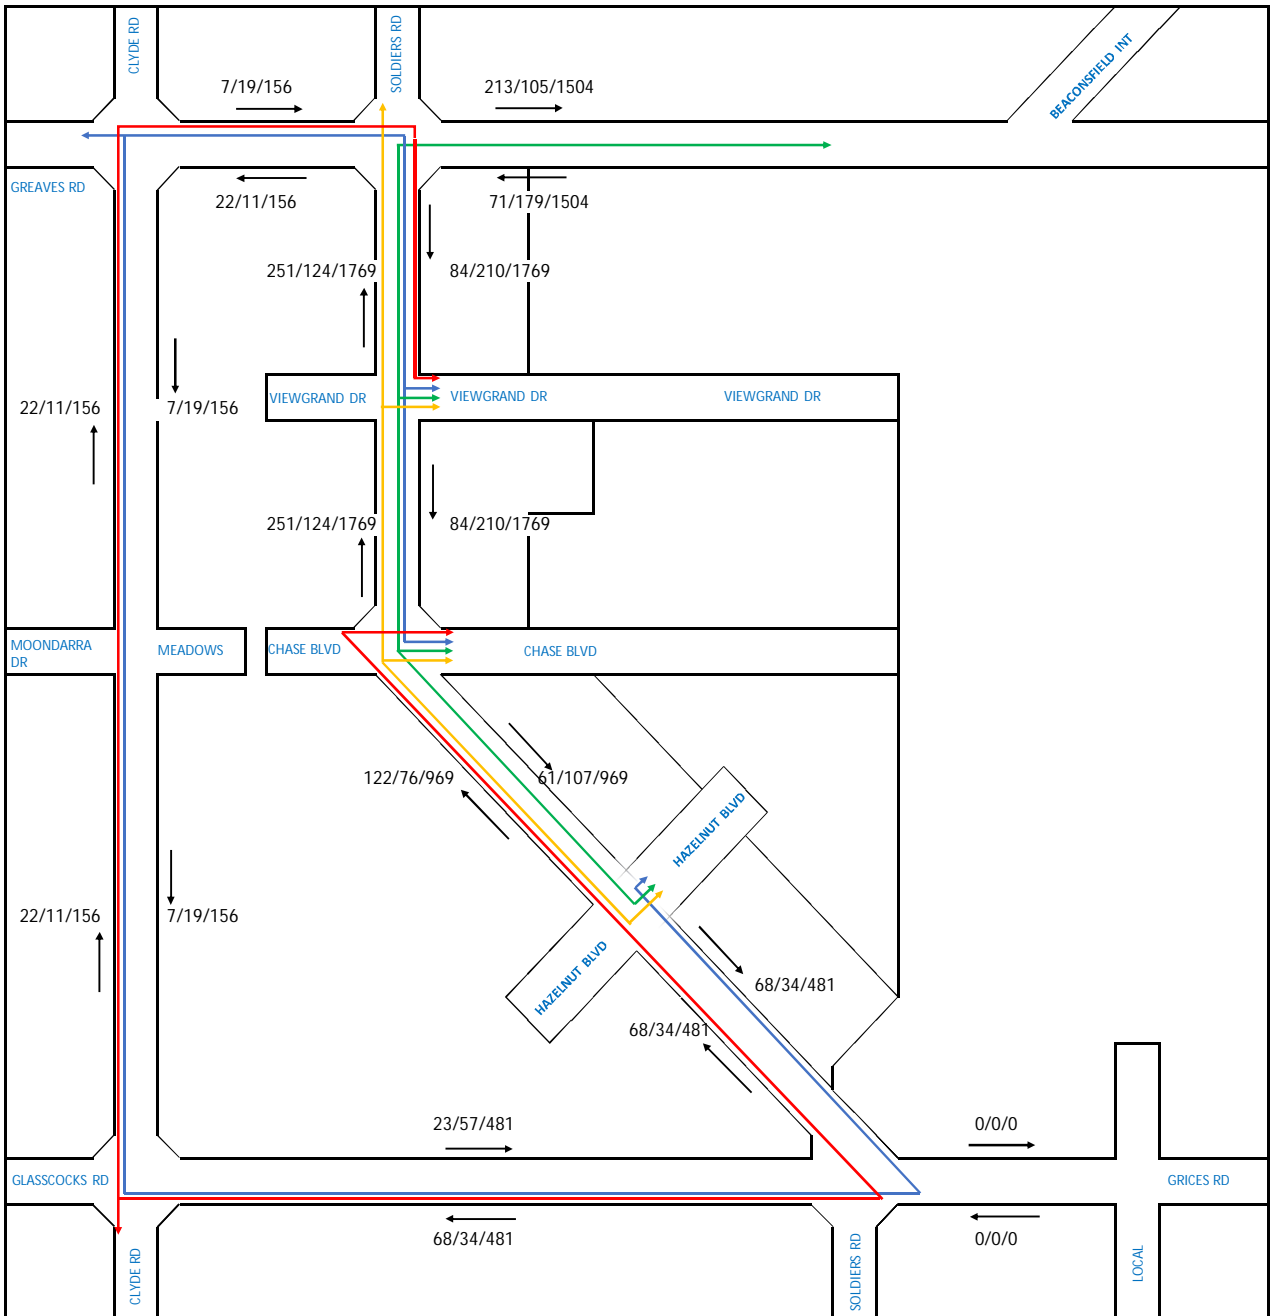 CLYDE RD
SOLDIERS RD
BEACONSFIELD INT
7/19/156
213/105/1504
GREAVES RD
22/11/156
71/179/1504
251/124/1769
84/210/1769
22/11/156
7/19/156
VIEWGRAND DR
VIEWGRAND DR
VIEWGRAND DR
251/124/1769
84/210/1769
MOONDARRA
DR
MEADOWS
CHASE BLVD
CHASE BLVD
122/76/969
61/107/969
HAZELNUT BLVD
22/11/156
7/19/156
HAZELNUT BLVD
68/34/481
68/34/481
23/57/481
0/0/0
GLASSCOCKS RD
GRICES RD
68/34/481
0/0/0
CLYDE RD
SOLDIERS RD
LOCAL